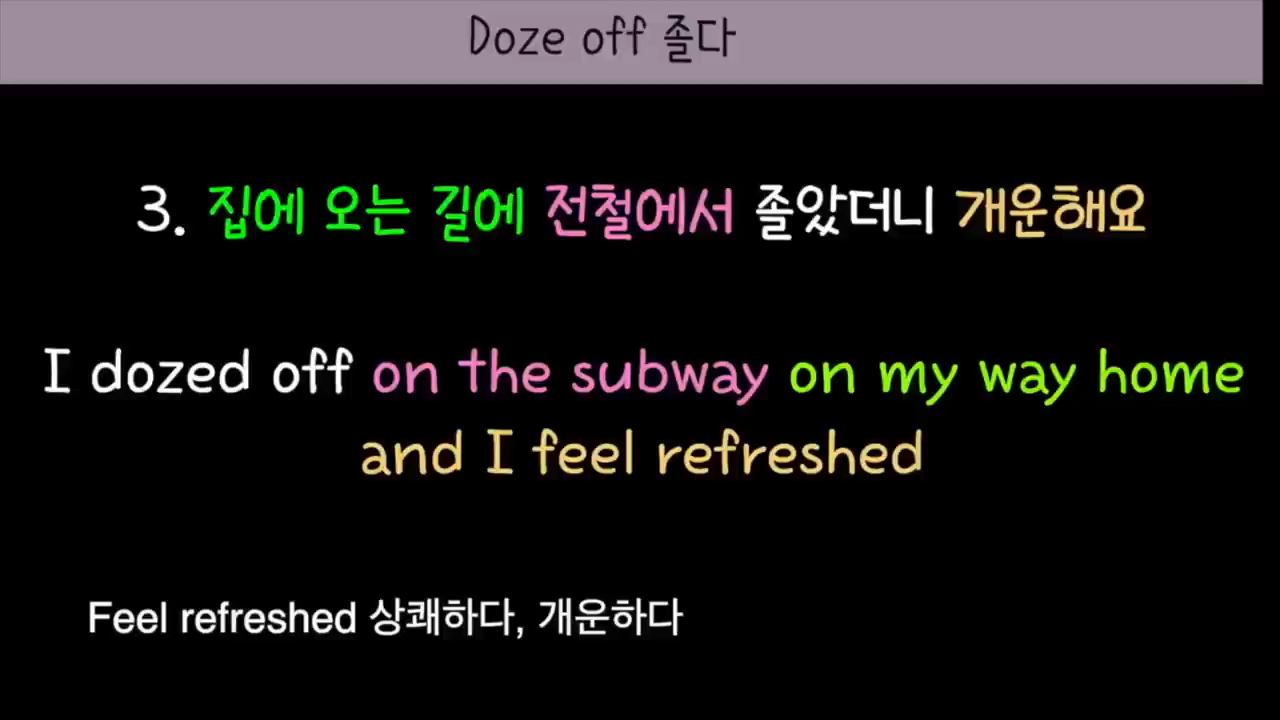 Doze off 졸다
3. 집에 오는 길에 전철에서 졸았더니 개운해요
I dozed off on the subway on my way home
and I feel refreshed
Feel refreshed 상쾌하다, 개운하다